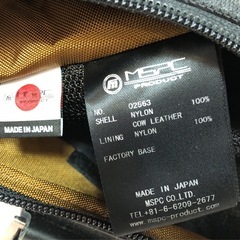 MADE IN JAPAN
MSPC
PRODUCT
NO. 02563
SHELL NYLON 100%
COW LEATHER 100%
LINING NYLON 100%
FACTORY BASE
MADE IN JAPAN
MSPC CO.LTD.
TEL+81-6-6209-2677
www.mspc-product.com